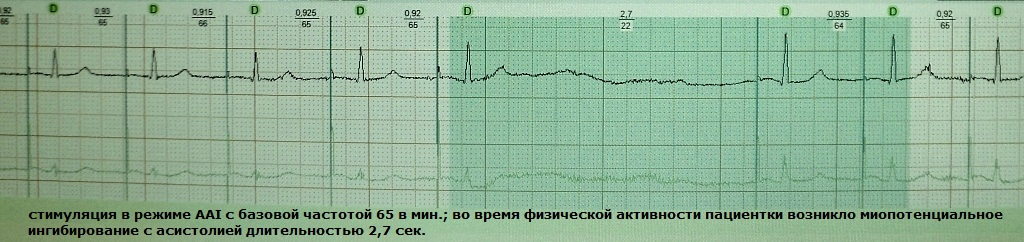 0,92 D 0,93 D 0,915 D 0,925 D 0,92 D 2,7 D 0,935 D 0,92 D
65 65 66 65 65 22 64 65
стимуляция в режиме AAI с базовой частотой 65 в мин.; во время физической активности пациентки возникло миопотенциальное
ингибирование с асистолией длительностью 2,7 сек.